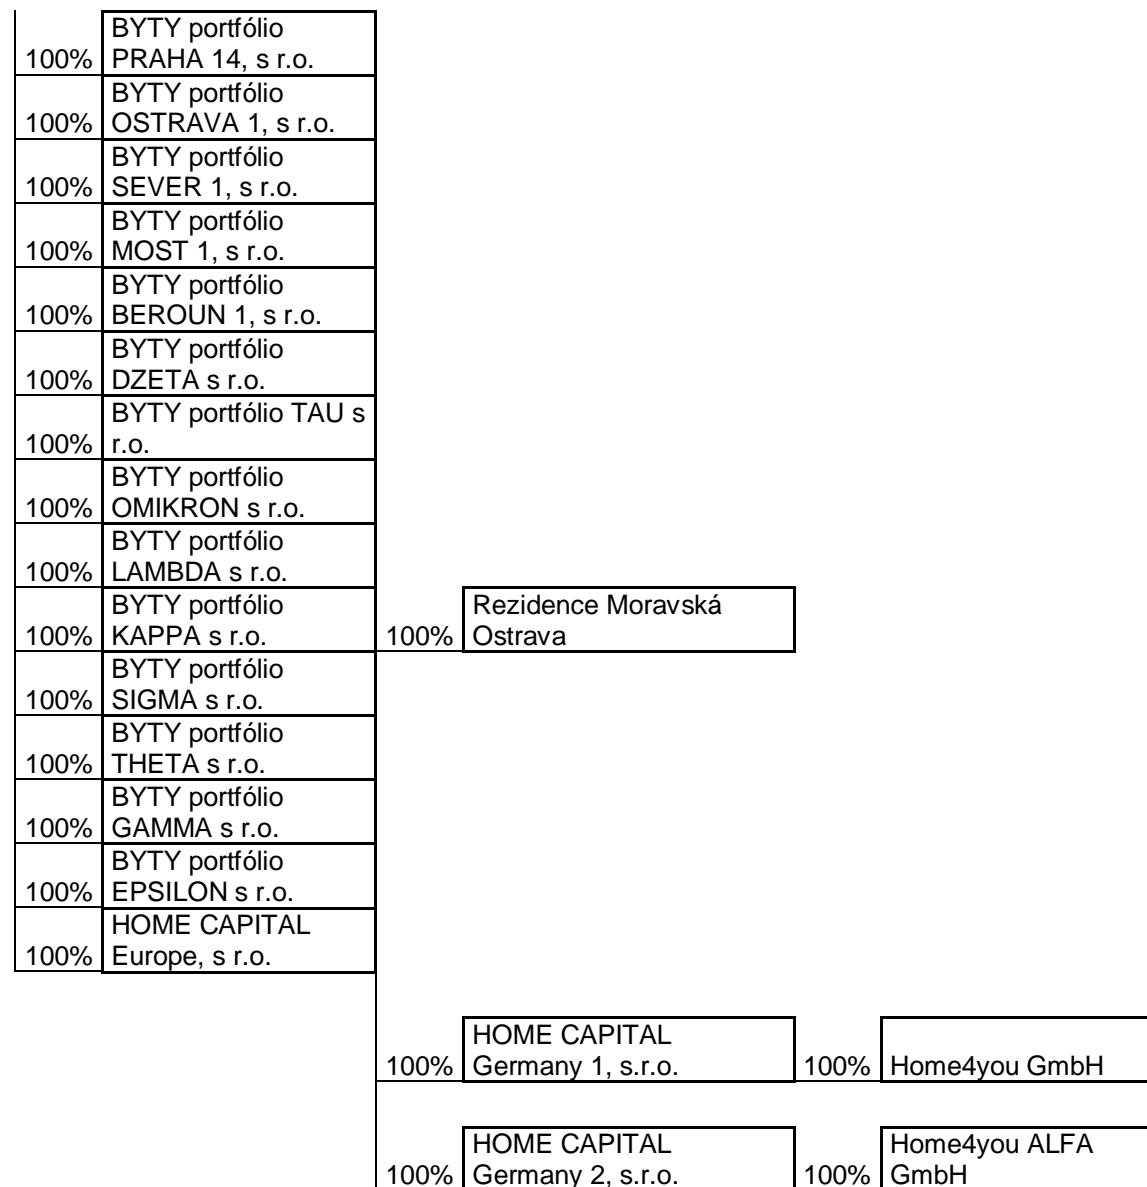 BYTY portfólio
100% PRAHA 14, s r.o.
BYTY portfólio
100% OSTRAVA 1, s r.o.
BYTY portfólio
100% SEVER 1, s r.o.
BYTY portfólio
100% MOST 1, s r.o.
BYTY portfólio
100% BEROUN 1, s r.o.
BYTY portfólio
100% DZETA s r.o.
BYTY portfólio TAU s
100% r.o.
BYTY portfólio
100% OMIKRON s r.o.
BYTY portfólio
100% LAMBDA s r.o.
BYTY portfólio
100% KAPPA s r.o.
Rezidence Moravská
100% Ostrava
BYTY portfólio
100% SIGMA s r.o.
BYTY portfólio
100% THETA s r.o.
BYTY portfólio
100% GAMMA s r.o.
BYTY portfólio
100% EPSILON s r.o.
HOME CAPITAL
100% Europe, s r.o.
HOME CAPITAL
100% Germany 1, s.r.o.
100% Home4you GmbH
HOME CAPITAL
100% Germany 2, s.r.o.
Home4you ALFA
100% GmbH